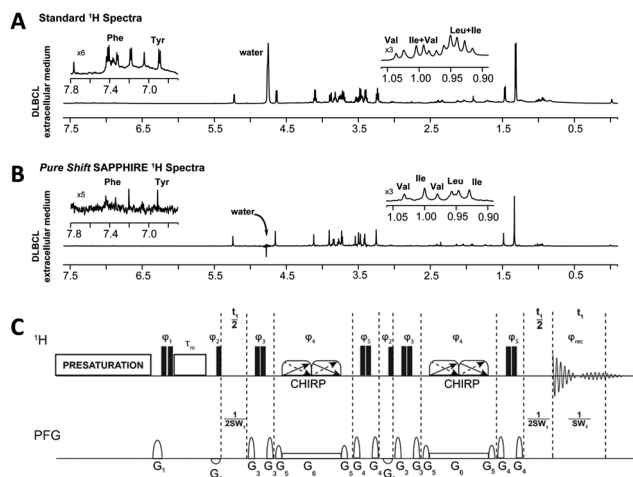 A
Standard ¹H Spectra
x6
Phe
Tyr
7.8 7.4 7.0
water
x3
Val Ile+Val Leu+Ile
1.05 1.00 0.95 0.90
DLBCL
extracellular medium
7.5 6.5 5.5 4.5 3.5 2.5 1.5 0.5
B
Pure Shift SAPPHIRE ¹H Spectra
x5
Phe
Tyr
7.8 7.4 7.0
water
x3
Val Ile Val Leu Ile
1.05 1.00 0.95 0.90
DLBCL
extracellular medium
7.5 6.5 5.5 4.5 3.5 2.5 1.5 0.5
C
t₁/2 t₁/2 t₁
¹H
φ₁ τₘ φ₂ φ₃ φ₄ φ₅ φ₂ φ₃ φ₄ φ₅ φrec
PRESATURATION
CHIRP CHIRP
1/2SW₁ 1/2SW₁ 1/SW₁
PFG
G₁ G₃ G₃ G₅ G₆ G₅ G₄ G₄ G₃ G₃ G₅ G₆ G₅ G₄ G₄